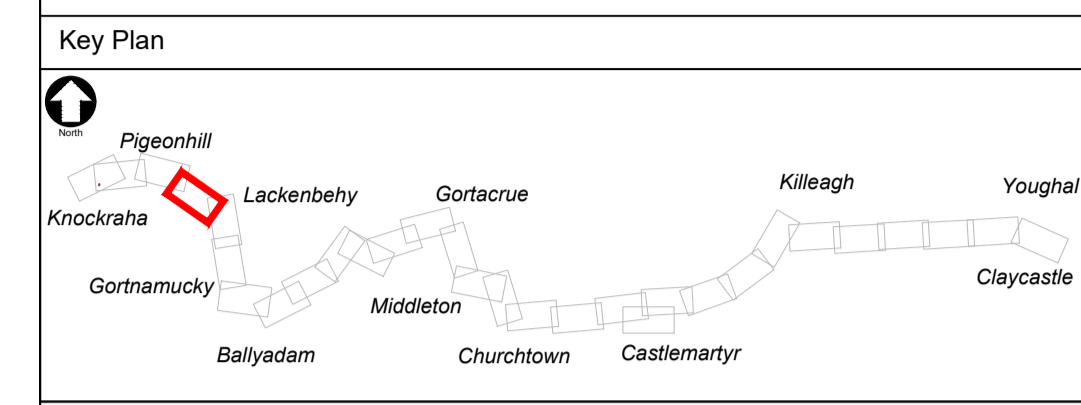 Key Plan
North
Pigeonhill
Knockraha
Lackenbehy
Gortnamucky
Ballyadam
Gortacrue
Middleton
Churchtown
Castlemartyr
Killeagh
Youghal
Claycastle